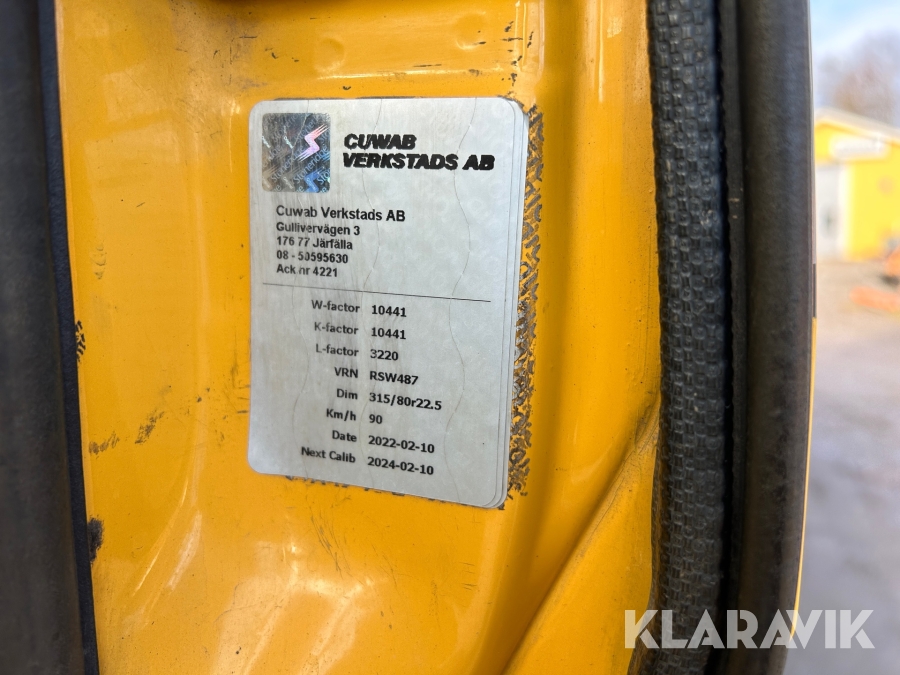 CUWAB
VERKSTADS AB
Cuwab Verkstads AB
Gullivervägen 3
176 77 Järfälla
08 - 50595630
Ack nr 4221
W-factor 10441
K-factor 10441
L-factor 3220
VRN RSW487
Dim 315/80r22.5
Km/h 90
Date 2022-02-10
Next Calib 2024-02-10
KLARAVIK